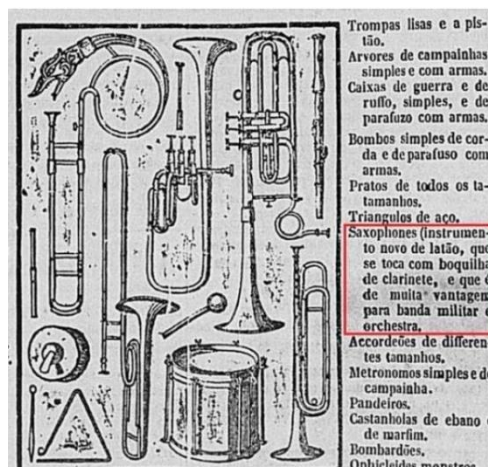 Trompas lisas e a pis-
tão.
Arvores de campainhas
simples e com armas.
Caixas de guerra e de
ruffo, simples, e de
parafuzo com armas.
Bombos simples de cor-
da e de parafuso com
armas.
Pratos de todos os ta-
tamanhos.
Triangulos de aço.
Saxophones (instrumen-
to novo de latão, que
se toca com boquilha
de clarinete, e que é
de muita vantagem
para banda militar e
orchestra.
Accordeões de differen-
tes tamanhos.
Metronomos simples e de
campainha.
Pandeiros.
Castanholas de ebano e
de marfim.
Bombardões.
Ophicleides monstros